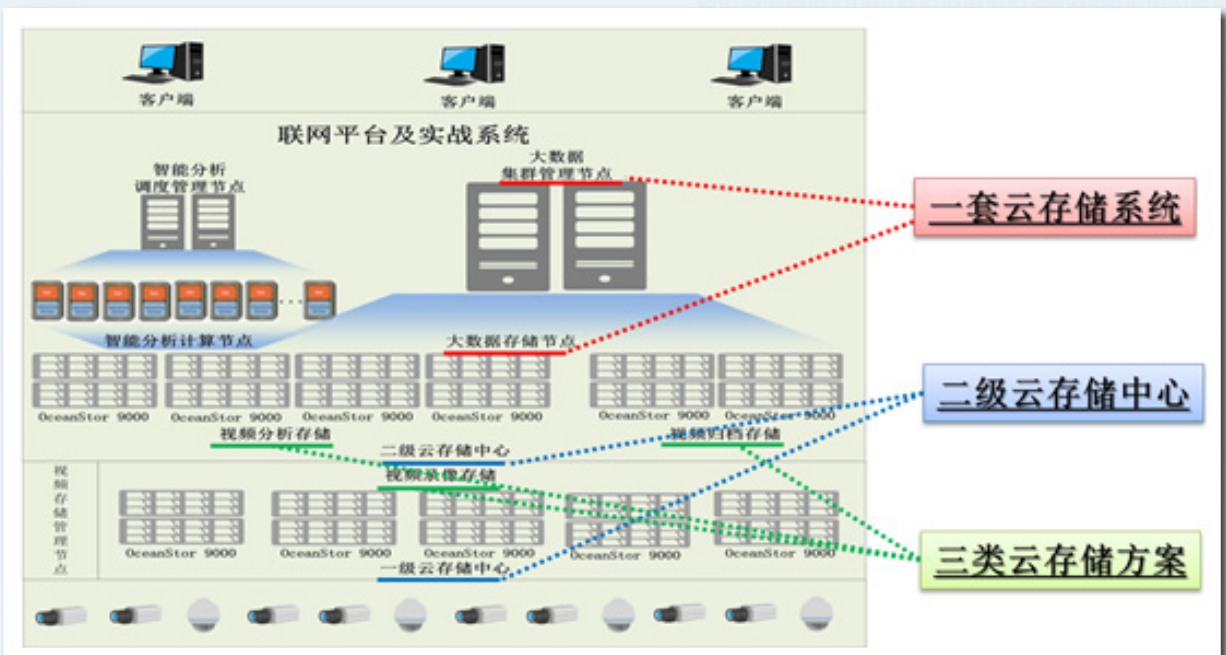 客户端
客户端
客户端
联网平台及实战系统
智能分析
调度管理节点
大数据
集群管理节点
一套云存储系统
智能分析计算节点
大数据存储节点
OceanStor 9000
OceanStor 9000
OceanStor 9000
OceanStor 9000
OceanStor 9000
OceanStor 9000
视频分析存储
视频归档存储
二级云存储中心
二级云存储中心
视频录像存储
视频存储管理节点
OceanStor 9000
OceanStor 9000
OceanStor 9000
OceanStor 9000
OceanStor 9000
一级云存储中心
三类云存储方案